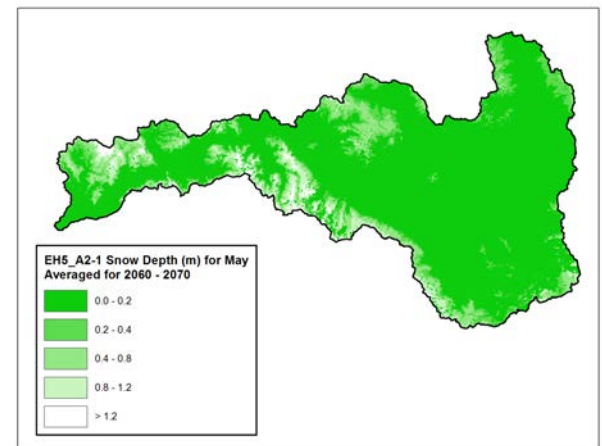 EH5_A2-1 Snow Depth (m) for May
Averaged for 2060 - 2070
0.0 - 0.2
0.2 - 0.4
0.4 - 0.8
0.8 - 1.2
> 1.2